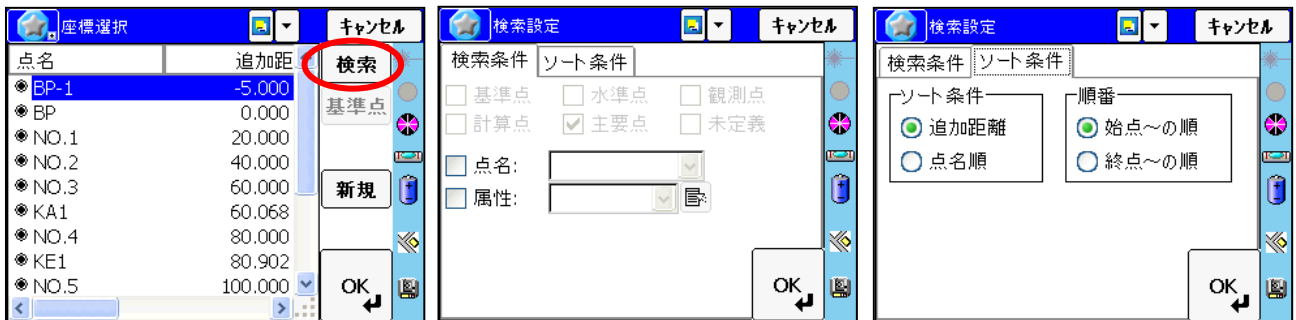 座標選択
キャンセル
点名 追加距
検索
BP-1 -5.000
BP 0.000
基準点
NO.1 20.000
NO.2 40.000
NO.3 60.000
新規
KA1 60.068
NO.4 80.000
KE1 80.902
NO.5 100.000
OK
検索設定
キャンセル
検索条件 ソート条件
基準点 水準点 観測点
計算点 主要点 未定義
点名:
属性:
OK
検索設定
キャンセル
検索条件 ソート条件
ソート条件
追加距離
点名順
順番
始点~の順
終点~の順
OK